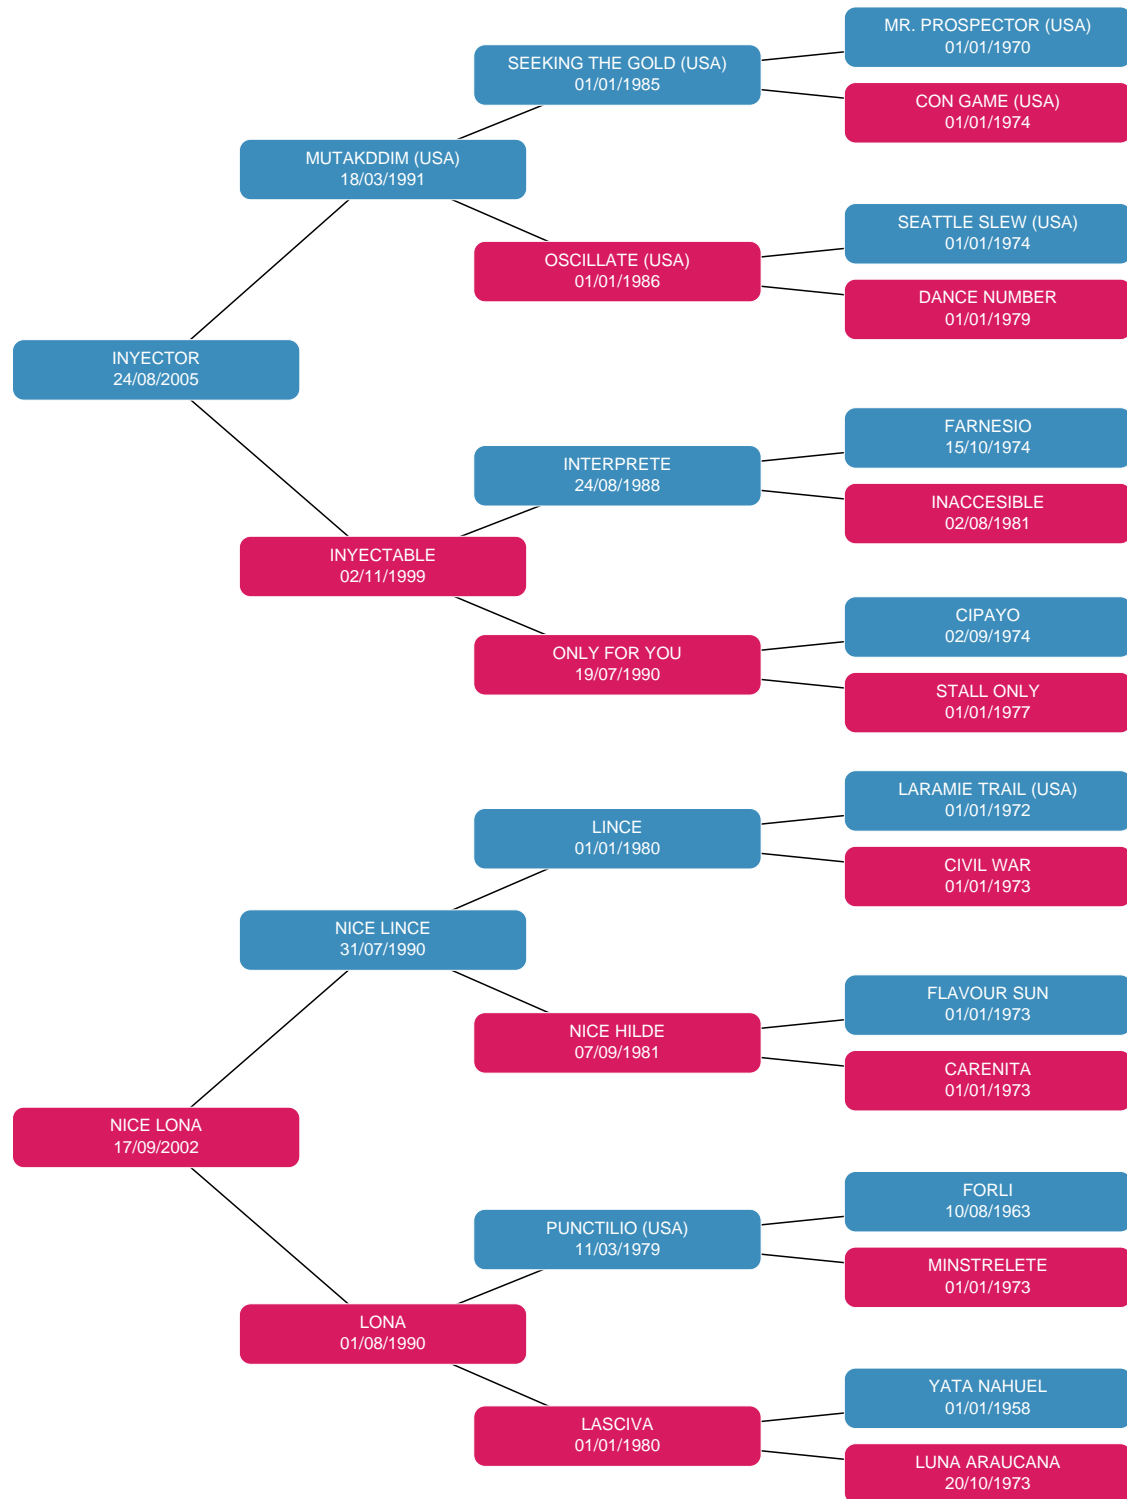 MR. PROSPECTOR (USA)
01/01/1970
SEEKING THE GOLD (USA)
01/01/1985
CON GAME (USA)
01/01/1974
MUTAKDDIM (USA)
18/03/1991
SEATTLE SLEW (USA)
01/01/1974
OSCILLATE (USA)
01/01/1986
DANCE NUMBER
01/01/1979
INYECTOR
24/08/2005
FARNESIO
15/10/1974
INTERPRETE
24/08/1988
INACCESIBLE
02/08/1981
INYECTABLE
02/11/1999
CIPAYO
02/09/1974
ONLY FOR YOU
19/07/1990
STALL ONLY
01/01/1977
LARAMIE TRAIL (USA)
01/01/1972
LINCE
01/01/1980
CIVIL WAR
01/01/1973
NICE LINCE
31/07/1990
FLAVOUR SUN
01/01/1973
NICE HILDE
07/09/1981
CARENITA
01/01/1973
NICE LONA
17/09/2002
FORLI
10/08/1963
PUNCTILIO (USA)
11/03/1979
MINSTRELETE
01/01/1973
LONA
01/08/1990
YATA NAHUEL
01/01/1958
LASCIVA
01/01/1980
LUNA ARAUCANA
20/10/1973